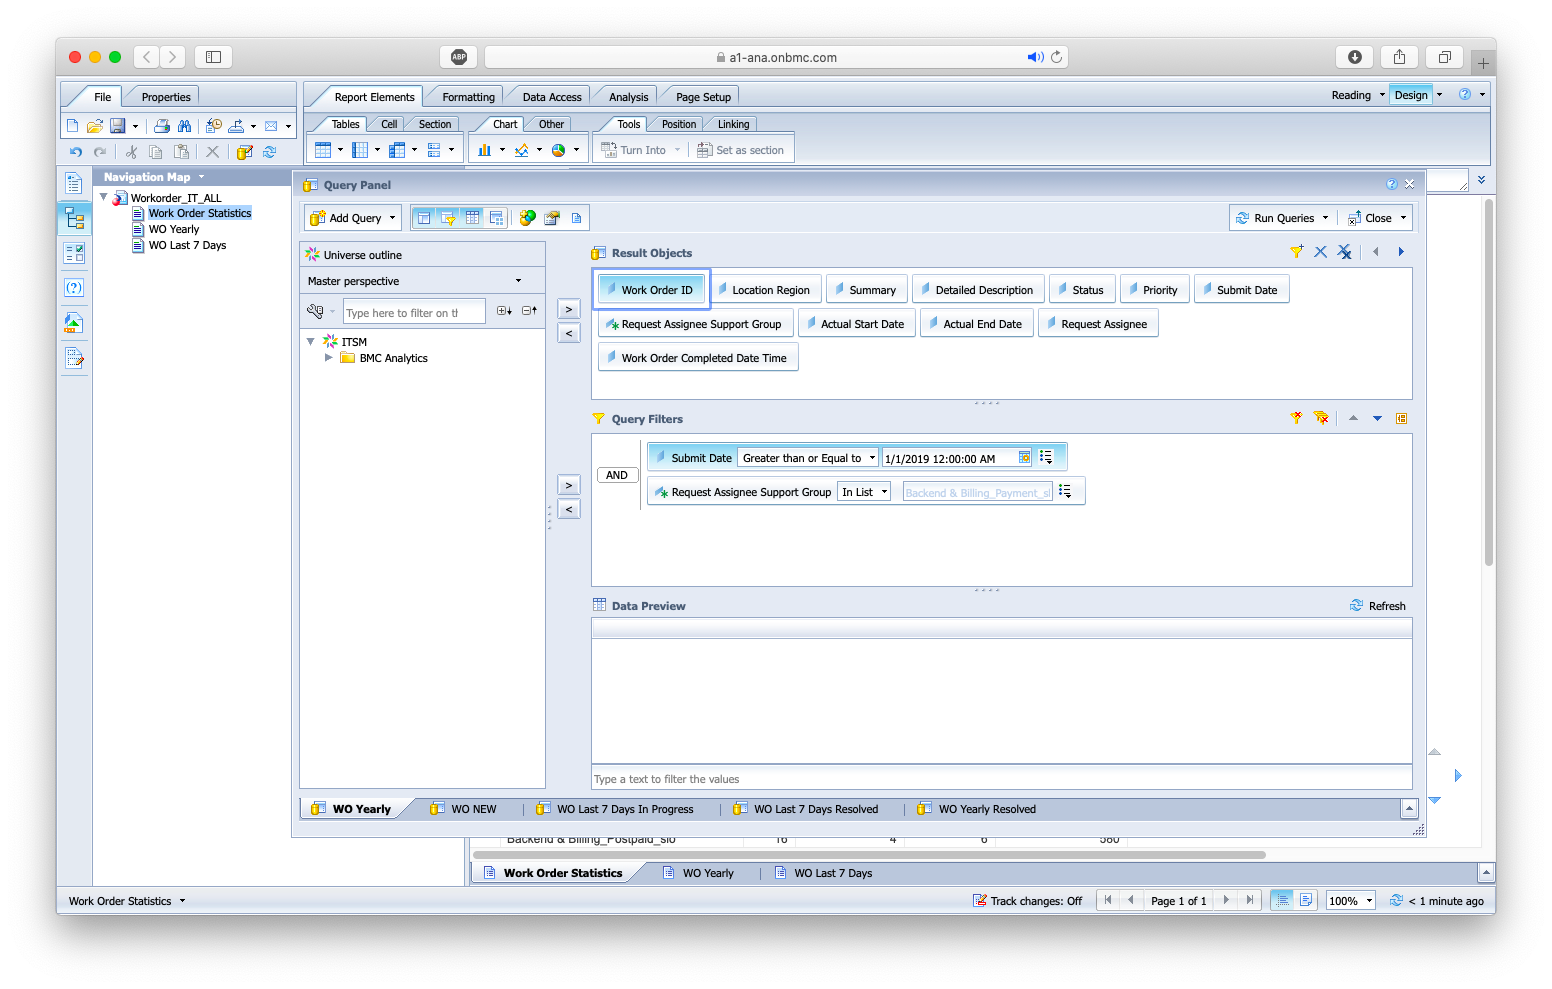 ABP
a1-ana.onbmc.com
File Properties
Report Elements Formatting Data Access Analysis Page Setup
Reading Design
Tables Cell Section Chart Other Tools Position Linking
Turn Into Set as section
Navigation Map
Workorder_IT_ALL
Work Order Statistics
WO Yearly
WO Last 7 Days
Query Panel
Add Query
Run Queries Close
Universe outline
Master perspective
Type here to filter on th
ITSM
BMC Analytics
Result Objects
Work Order ID Location Region Summary Detailed Description Status Priority Submit Date
Request Assignee Support Group Actual Start Date Actual End Date Request Assignee
Work Order Completed Date Time
> <
Query Filters
AND
Submit Date Greater than or Equal to 1/1/2019 12:00:00 AM
Request Assignee Support Group In List Backend & Billing_Payment_sl
> <
Data Preview Refresh
Type a text to filter the values
WO Yearly WO NEW WO Last 7 Days In Progress WO Last 7 Days Resolved WO Yearly Resolved
Backend & Billing_Postpaid_slo 16 4 6 580
Work Order Statistics WO Yearly WO Last 7 Days
Work Order Statistics Track changes: Off Page 1 of 1 100% < 1 minute ago